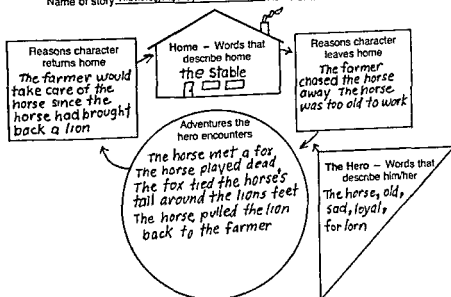 Name of story
Reasons character
returns home
The farmer would
take care of the
horse since the
horse had brought
back a lion
Home – Words that
describe home
the stable
Reasons character
leaves home
The farmer
chased the horse
away The horse
was too old to work
Adventures the
hero encounters
The horse met a fox
The horse played dead
The fox tied the horse's
tail around the lions feet
The horse pulled the lion
back to the farmer
The Hero – Words that
describe him/her
The horse, old,
sad, loyal,
forlorn